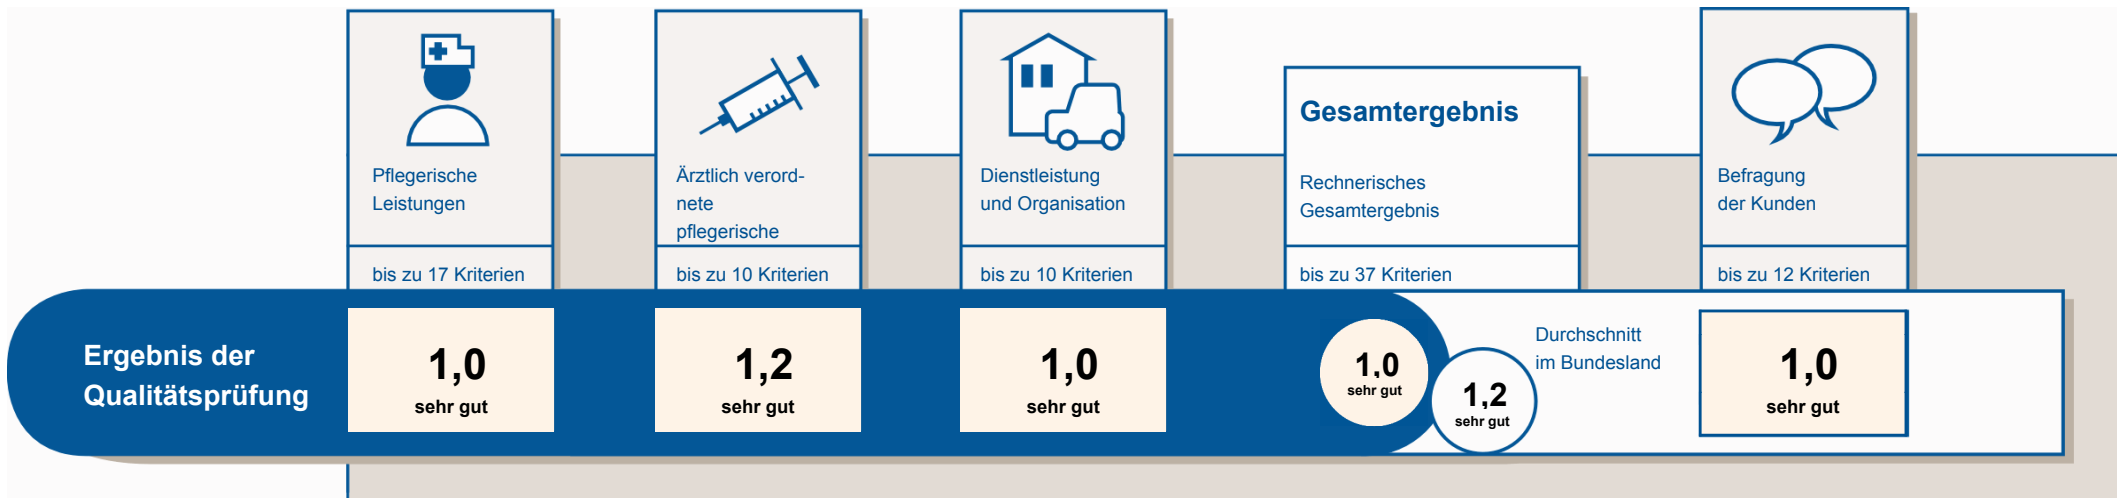 Pflegerische
Leistungen
bis zu 17 Kriterien
Ärztlich verord-
nete
pflegerische
bis zu 10 Kriterien
Dienstleistung
und Organisation
bis zu 10 Kriterien
Gesamtergebnis
Rechnerisches
Gesamtergebnis
bis zu 37 Kriterien
Befragung
der Kunden
bis zu 12 Kriterien
Ergebnis der
Qualitätsprüfung
1,0
sehr gut
1,2
sehr gut
1,0
sehr gut
1,0
sehr gut
1,2
sehr gut
Durchschnitt
im Bundesland
1,0
sehr gut